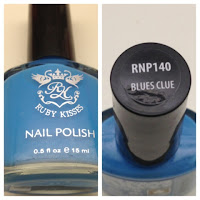 RK
RUBY KISSES
NAIL POLISH
0.5 fl oz e 15 ml
RNP140
BLUES CLUE